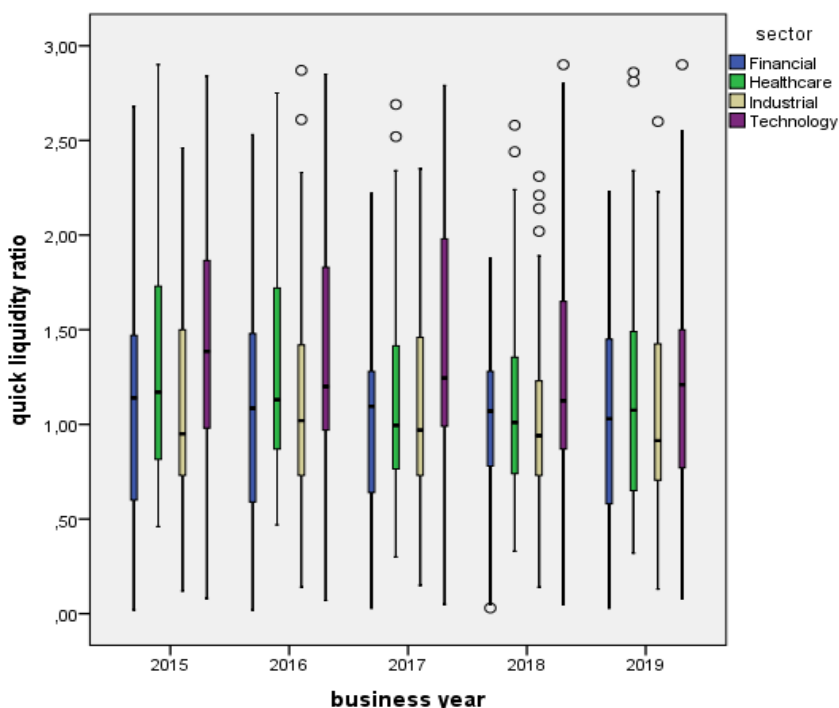 sector
Financial
Healthcare
Industrial
Technology
quick liquidity ratio
3,00
2,50
2,00
1,50
1,00
,50
,00
2015 2016 2017 2018 2019
business year